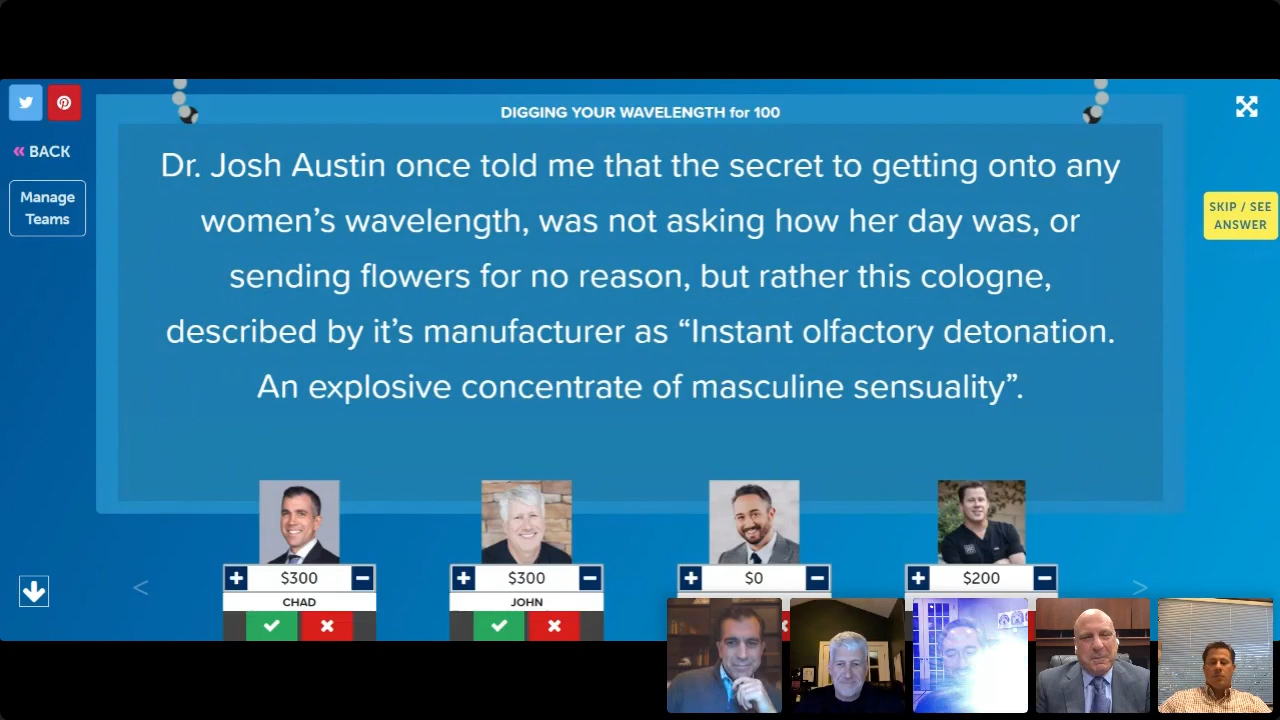 DIGGING YOUR WAVELENGTH for 100
« BACK
Manage
Teams
Dr. Josh Austin once told me that the secret to getting onto any
women’s wavelength, was not asking how her day was, or
sending flowers for no reason, but rather this cologne,
described by it’s manufacturer as “Instant olfactory detonation.
An explosive concentrate of masculine sensuality”.
SKIP / SEE
ANSWER
+ $300 −
+ $300 −
+ $0 −
+ $200 −
CHAD
JOHN